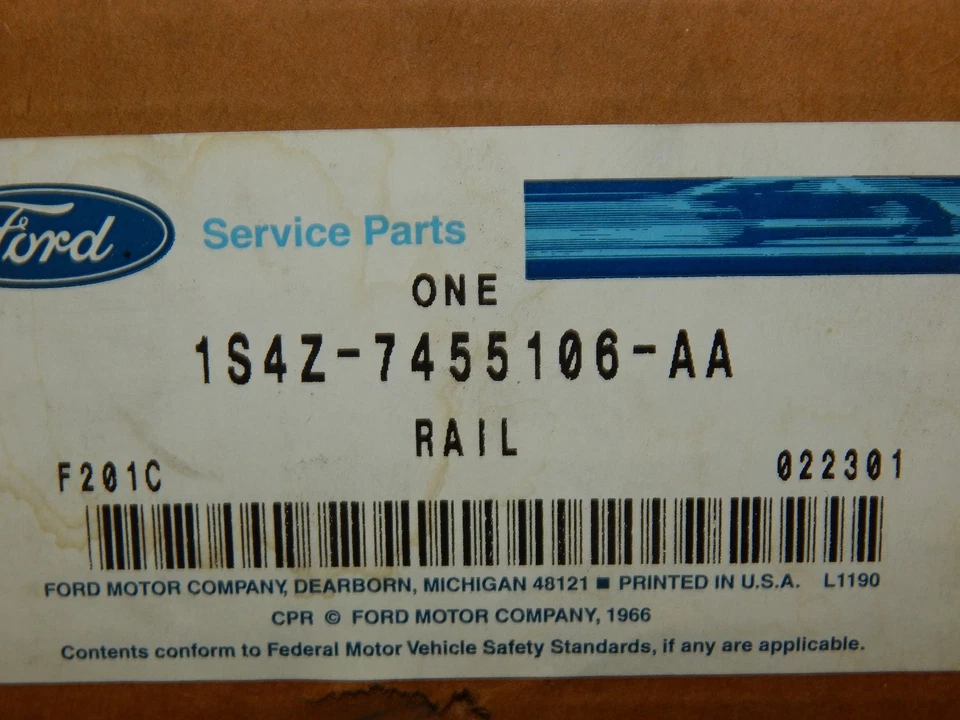 Ford Service Parts
ONE
1S4Z-7455106-AA
RAIL
F201C 022301
FORD MOTOR COMPANY, DEARBORN, MICHIGAN 48121 ■ PRINTED IN U.S.A. L1190
CPR © FORD MOTOR COMPANY, 1966
Contents conform to Federal Motor Vehicle Safety Standards, if any are applicable.